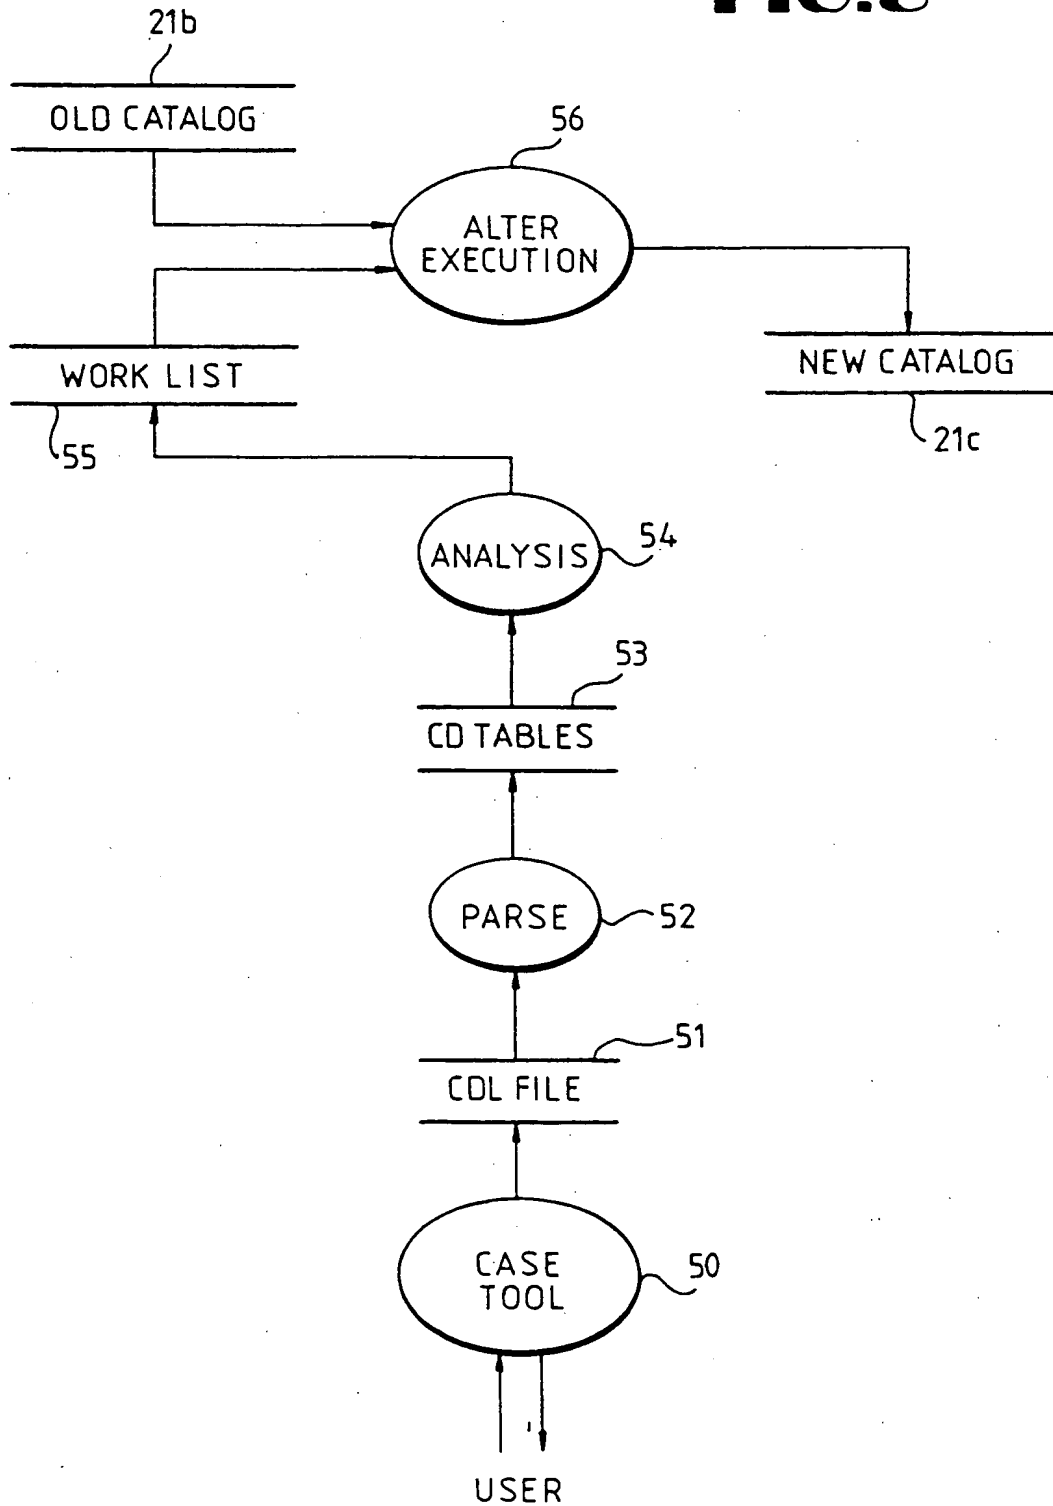 21b
OLD CATALOG
56
ALTER
EXECUTION
WORK LIST
NEW CATALOG
55
21c
54
ANALYSIS
53
CD TABLES
PARSE
52
51
CDL FILE
CASE
TOOL
50
USER